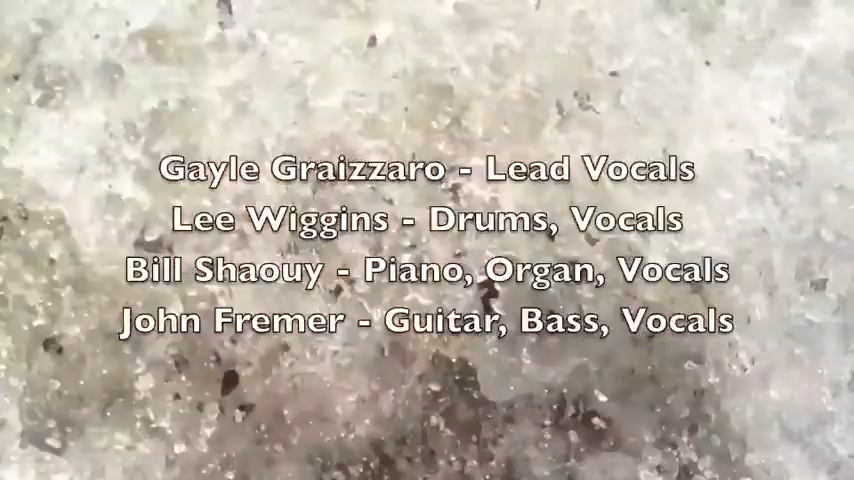 Gayle Graizzaro - Lead Vocals
Lee Wiggins - Drums, Vocals
Bill Shaouy - Piano, Organ, Vocals
John Fremer - Guitar, Bass, Vocals